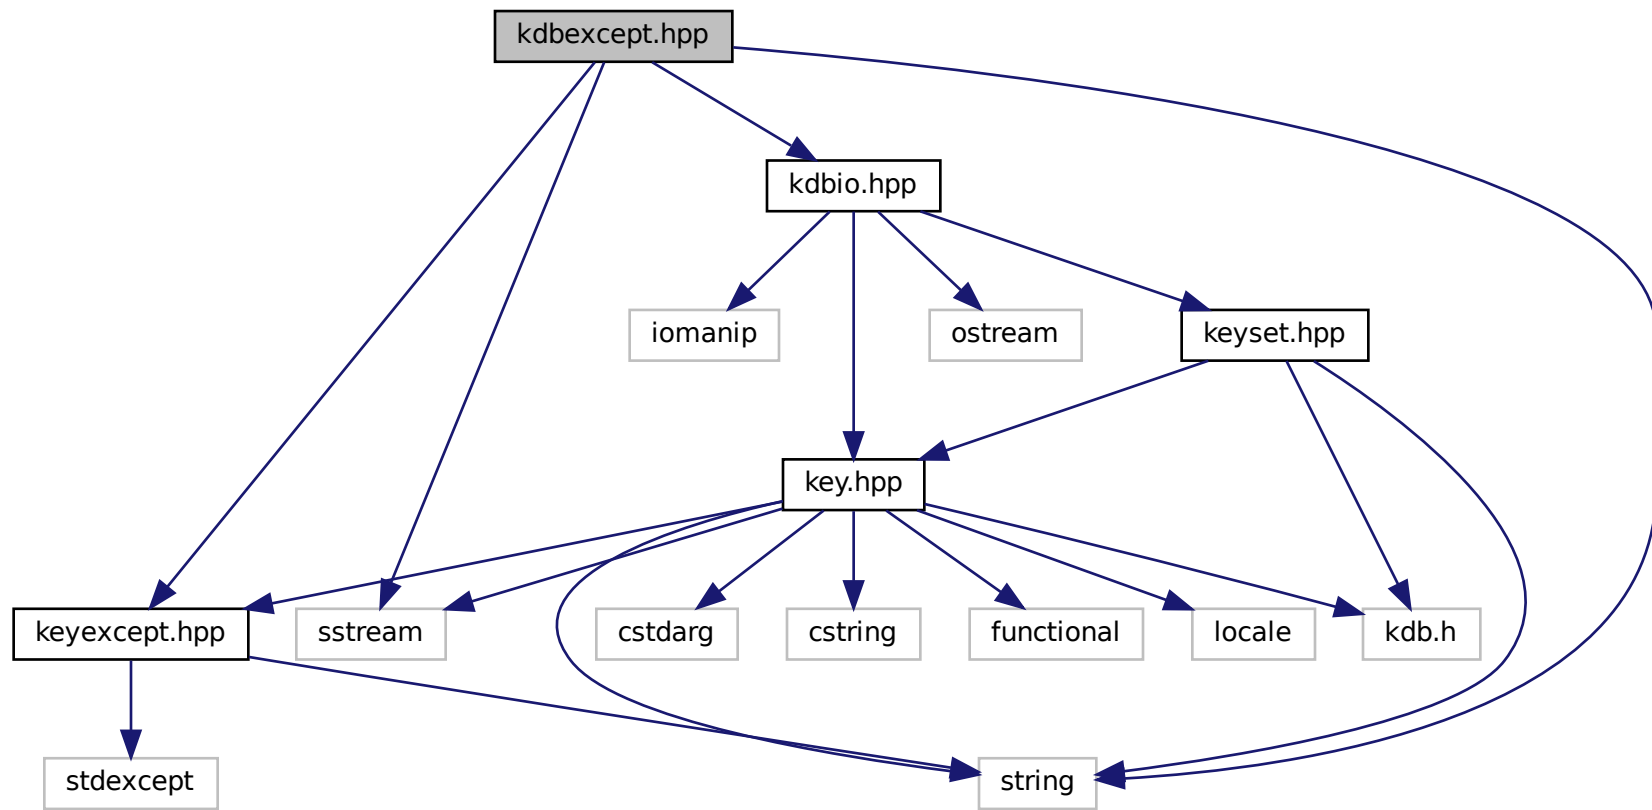 kdbexcept.hpp
kdbio.hpp
iomanip
ostream
keyset.hpp
key.hpp
keyexcept.hpp
sstream
cstdarg
cstring
functional
locale
kdb.h
stdexcept
string